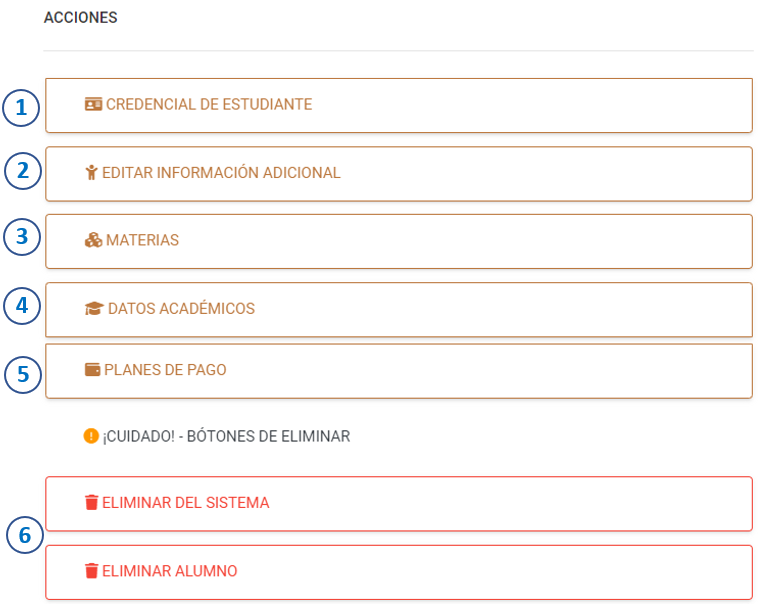 ACCIONES
1 CREDENCIAL DE ESTUDIANTE
2 EDITAR INFORMACIÓN ADICIONAL
3 MATERIAS
4 DATOS ACADÉMICOS
5 PLANES DE PAGO
¡CUIDADO! - BÓTONES DE ELIMINAR
ELIMINAR DEL SISTEMA
6
ELIMINAR ALUMNO